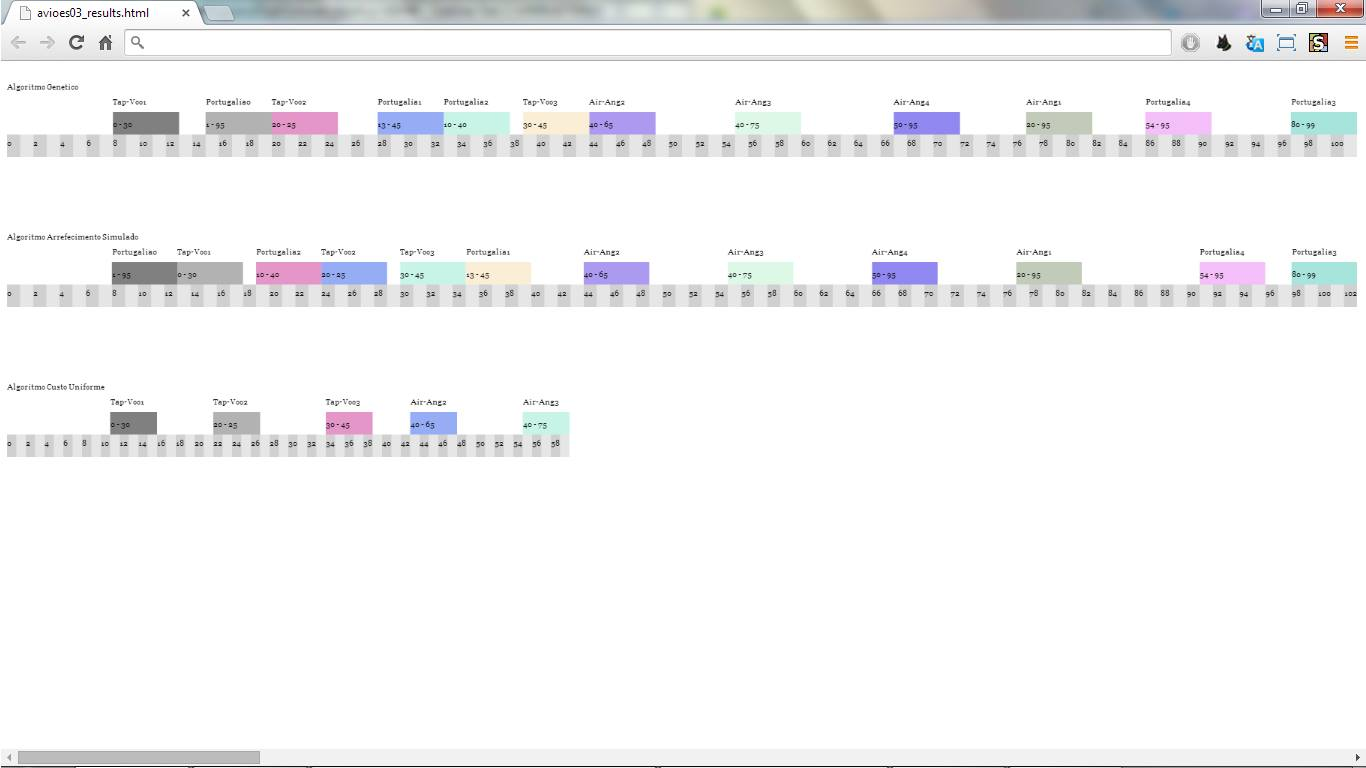 avioes03_results.html
Algoritmo Genetico
Tap-Voo1 Portugalia0 Tap-Voo2 Portugalia1 Portugalia2 Tap-Voo3 Air-Ang2 Air-Ang3 Air-Ang4 Air-Ang1 Portugalia4 Portugalia3
0 - 30 1 - 95 20 - 25 13 - 45 10 - 40 30 - 45 40 - 65 40 - 75 50 - 95 20 - 95 54 - 95 80 - 99
0 2 4 6 8 10 12 14 16 18 20 22 24 26 28 30 32 34 36 38 40 42 44 46 48 50 52 54 56 58 60 62 64 66 68 70 72 74 76 78 80 82 84 86 88 90 92 94 96 98 100
Algoritmo Arrefecimento Simulado
Portugalia0 Tap-Voo1 Portugalia2 Tap-Voo2 Tap-Voo3 Portugalia1 Air-Ang2 Air-Ang3 Air-Ang4 Air-Ang1 Portugalia4 Portugalia3
1 - 95 0 - 30 10 - 40 20 - 25 30 - 45 13 - 45 40 - 65 40 - 75 50 - 95 20 - 95 54 - 95 80 - 99
0 2 4 6 8 10 12 14 16 18 20 22 24 26 28 30 32 34 36 38 40 42 44 46 48 50 52 54 56 58 60 62 64 66 68 70 72 74 76 78 80 82 84 86 88 90 92 94 96 98 100 102
Algoritmo Custo Uniforme
Tap-Voo1 Tap-Voo2 Tap-Voo3 Air-Ang2 Air-Ang3
0 - 30 20 - 25 30 - 45 40 - 65 40 - 75
0 2 4 6 8 10 12 14 16 18 20 22 24 26 28 30 32 34 36 38 40 42 44 46 48 50 52 54 56 58